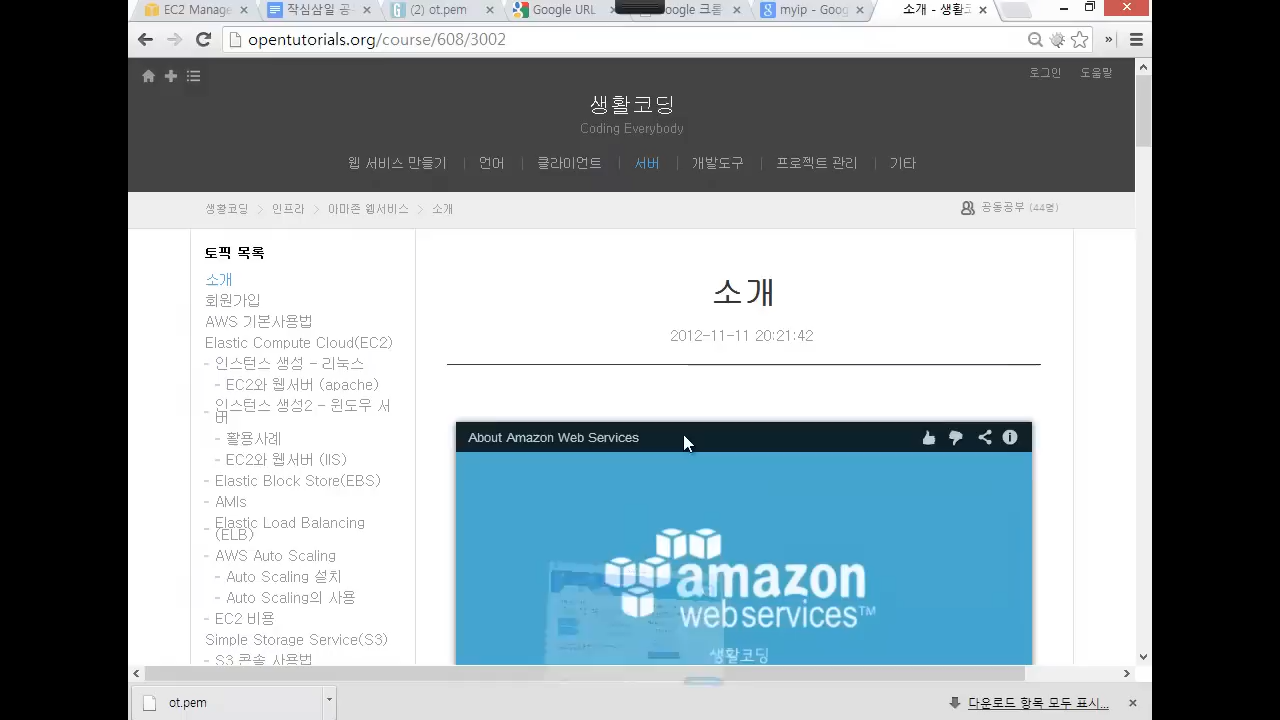 EC2 Manage
작심삼일 공
(2) ot.pem
Google URL
oogle 크롬
myip - Goog
소개 - 생활코
opentutorials.org/course/608/3002
로그인 도움말
생활코딩
Coding Everybody
웹 서비스 만들기 언어 클라이언트 서버 개발도구 프로젝트 관리 기타
생활코딩 > 인프라 > 아마존 웹서비스 > 소개
공동공부 (44명)
토픽 목록
소개
회원가입
AWS 기본사용법
Elastic Compute Cloud(EC2)
- 인스턴스 생성 - 리눅스
- EC2와 웹서버 (apache)
- 인스턴스 생성2 - 윈도우 서
버
- 활용사례
- EC2와 웹서버 (IIS)
- Elastic Block Store(EBS)
- AMIs
- Elastic Load Balancing
(ELB)
- AWS Auto Scaling
- Auto Scaling 설치
- Auto Scaling의 사용
- EC2 비용
Simple Storage Service(S3)
- S3 콘솔 사용법
소개
2012-11-11 20:21:42
About Amazon Web Services
amazon
webservices™
생활코딩
ot.pem
다운로드 항목 모두 표시...